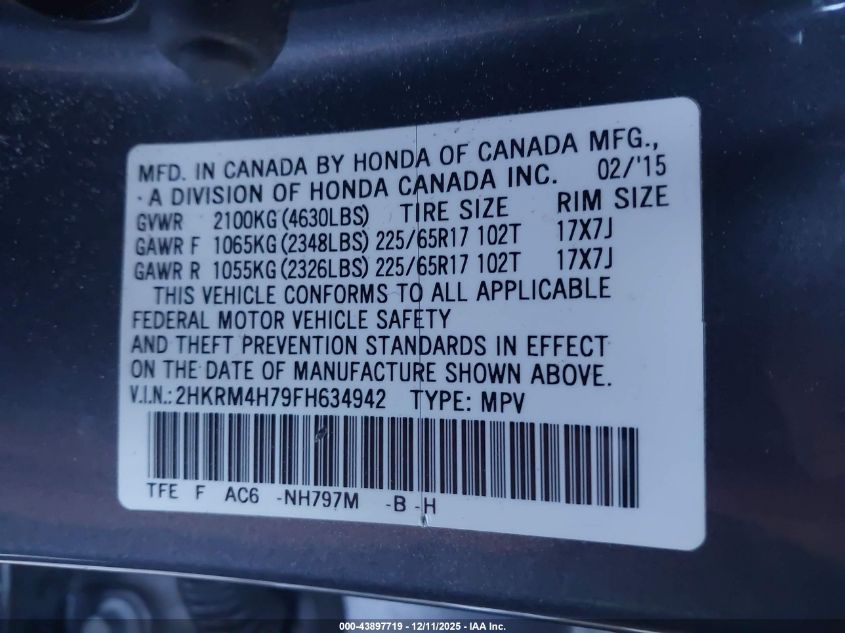 MFD. IN CANADA BY HONDA OF CANADA MFG.,
A DIVISION OF HONDA CANADA INC. 02/'15
GVWR 2100KG (4630LBS) TIRE SIZE RIM SIZE
GAWR F 1065KG (2348LBS) 225/65R17 102T 17X7J
GAWR R 1055KG (2326LBS) 225/65R17 102T 17X7J
THIS VEHICLE CONFORMS TO ALL APPLICABLE
FEDERAL MOTOR VEHICLE SAFETY
AND THEFT PREVENTION STANDARDS IN EFFECT
ON THE DATE OF MANUFACTURE SHOWN ABOVE.
V.I.N.: 2HKRM4H79FH634942 TYPE: MPV
TFE F AC6 -NH797M -B -H
000-43897719 - 12/11/2025 - IAA Inc.